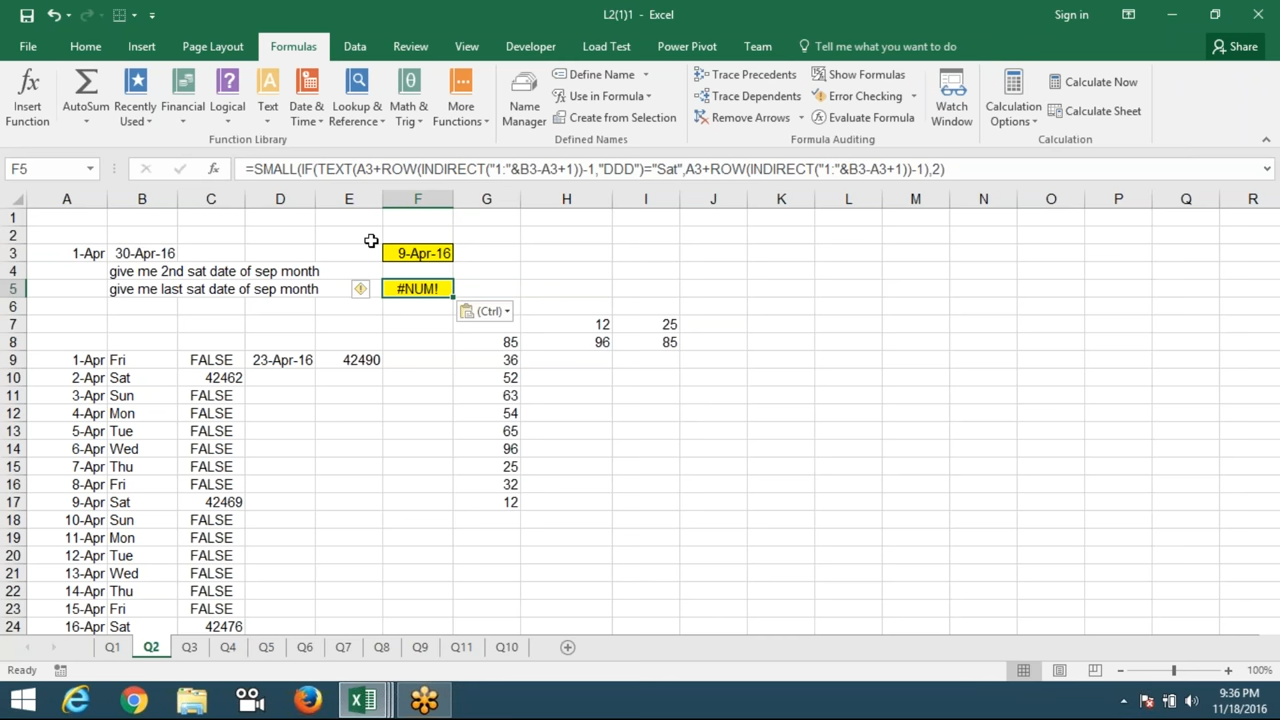 L2(1)1 - Excel
Sign in
File Home Insert Page Layout Formulas Data Review View Developer Load Test Power Pivot Team Tell me what you want to do Share
Insert Function
AutoSum
Recently Used
Financial
Logical
Text
Date & Time
Lookup & Reference
Math & Trig
More Functions
Function Library
Name Manager
Define Name
Use in Formula
Create from Selection
Defined Names
Trace Precedents
Trace Dependents
Remove Arrows
Show Formulas
Error Checking
Evaluate Formula
Formula Auditing
Watch Window
Calculation Options
Calculate Now
Calculate Sheet
Calculation
F5 fx =SMALL(IF(TEXT(A3+ROW(INDIRECT("1:"&B3-A3+1))-1,"DDD")="Sat",A3+ROW(INDIRECT("1:"&B3-A3+1))-1),2)
A B C D E F G H I J K L M N O P Q R
1
2
3 1-Apr 30-Apr-16 9-Apr-16
4 give me 2nd sat date of sep month
5 give me last sat date of sep month #NUM!
6 (Ctrl)
7 12 25
8 85 96 85
9 1-Apr Fri FALSE 23-Apr-16 42490 36
10 2-Apr Sat 42462 52
11 3-Apr Sun FALSE 63
12 4-Apr Mon FALSE 54
13 5-Apr Tue FALSE 65
14 6-Apr Wed FALSE 96
15 7-Apr Thu FALSE 25
16 8-Apr Fri FALSE 32
17 9-Apr Sat 42469 12
18 10-Apr Sun FALSE
19 11-Apr Mon FALSE
20 12-Apr Tue FALSE
21 13-Apr Wed FALSE
22 14-Apr Thu FALSE
23 15-Apr Fri FALSE
24 16-Apr Sat 42476
Q1 Q2 Q3 Q4 Q5 Q6 Q7 Q8 Q9 Q11 Q10
Ready 100%
9:36 PM
11/18/2016